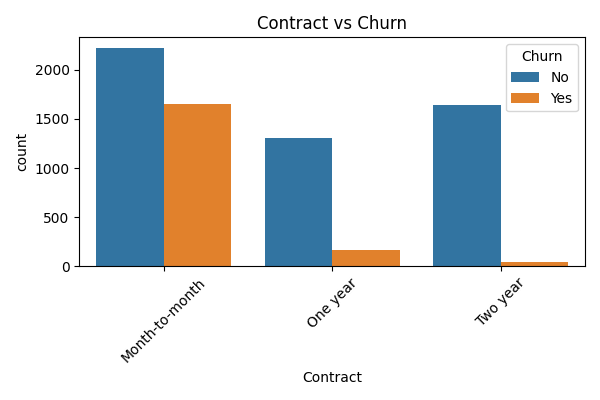 Contract vs Churn
Churn
No
Yes
count
2000
1500
1000
500
0
Month-to-month
One year
Two year
Contract